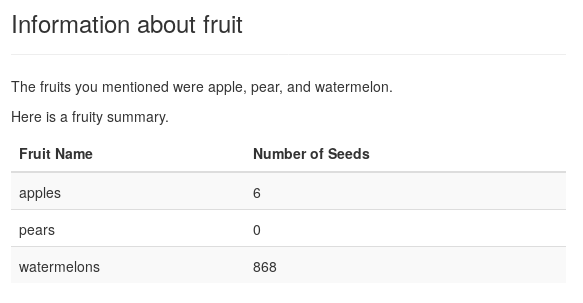 Information about fruit
The fruits you mentioned were apple, pear, and watermelon.
Here is a fruity summary.
Fruit Name Number of Seeds
apples 6
pears 0
watermelons 868